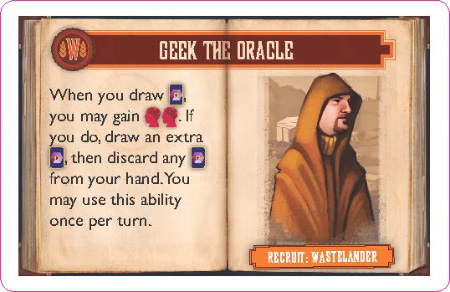 W
GEEK THE ORACLE
When you draw D,
you may gain . If
you do, draw an extra
D, then discard any D
from your hand. You
may use this ability
once per turn.
RECRUIT: WASTELANDER